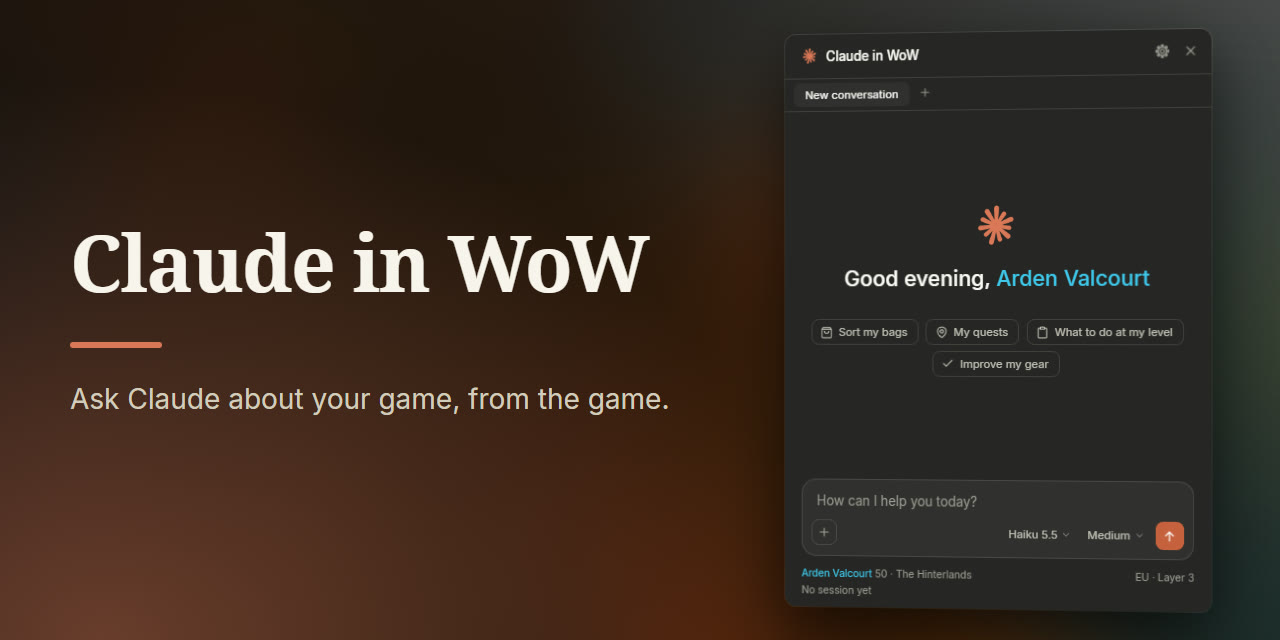 Claude in WoW
Ask Claude about your game, from the game.
Claude in WoW
New conversation
Good evening, Arden Valcourt
Sort my bags
My quests
What to do at my level
Improve my gear
How can I help you today?
Haiku 5.5
Medium
Arden Valcourt 50 · The Hinterlands
EU · Layer 3
No session yet